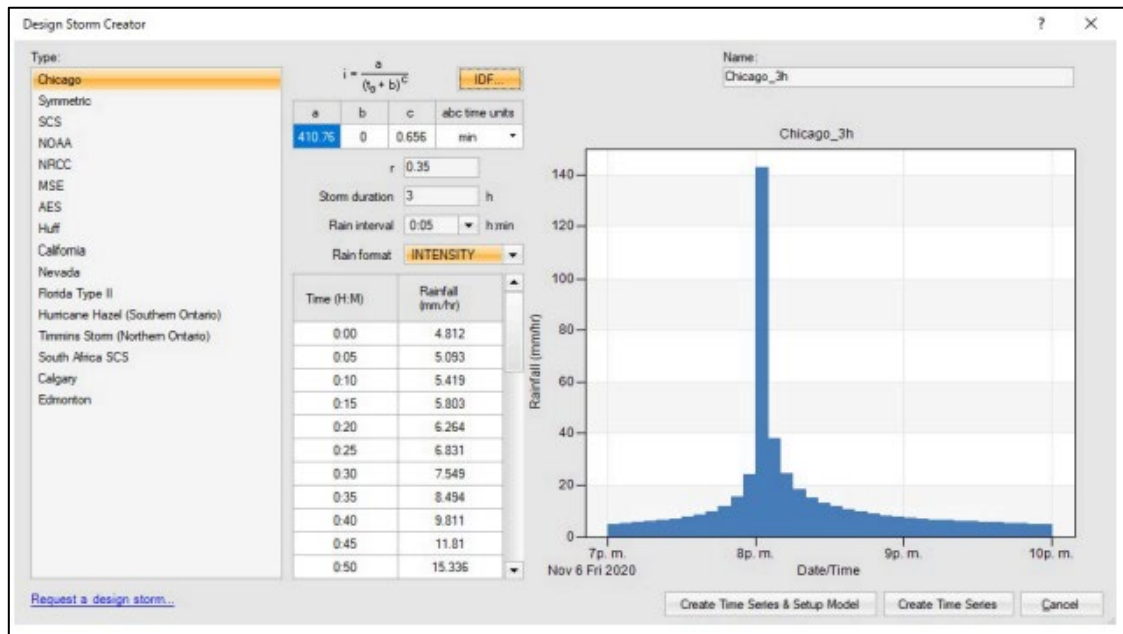 Design Storm Creator
Type:
Chicago
Symmetric
SCS
NOAA
NRCC
MSE
AES
Huff
California
Nevada
Florida Type II
Hurricane Hazel (Southern Ontario)
Timmins Storm (Northern Ontario)
South Africa SCS
Calgary
Edmonton
Request a design storm...
i = a / (t₀ + b)^c
IDF...
a b c abc time units
410.76 0 0.656 min
r 0.35
Storm duration 3 h
Rain interval 0:05 h:min
Rain format INTENSITY
Time (H:M) Rainfall (mm/hr)
0:00 4.812
0:05 5.093
0:10 5.419
0:15 5.803
0:20 6.264
0:25 6.831
0:30 7.549
0:35 8.494
0:40 9.811
0:45 11.81
0:50 15.336
Name:
Chicago_3h
Chicago_3h
Rainfall (mm/hr)
140
120
100
80
60
40
20
0
7p. m. 8p. m. 9p. m. 10p. m.
Nov 6 Fri 2020
Date/Time
Create Time Series & Setup Model
Create Time Series
Cancel